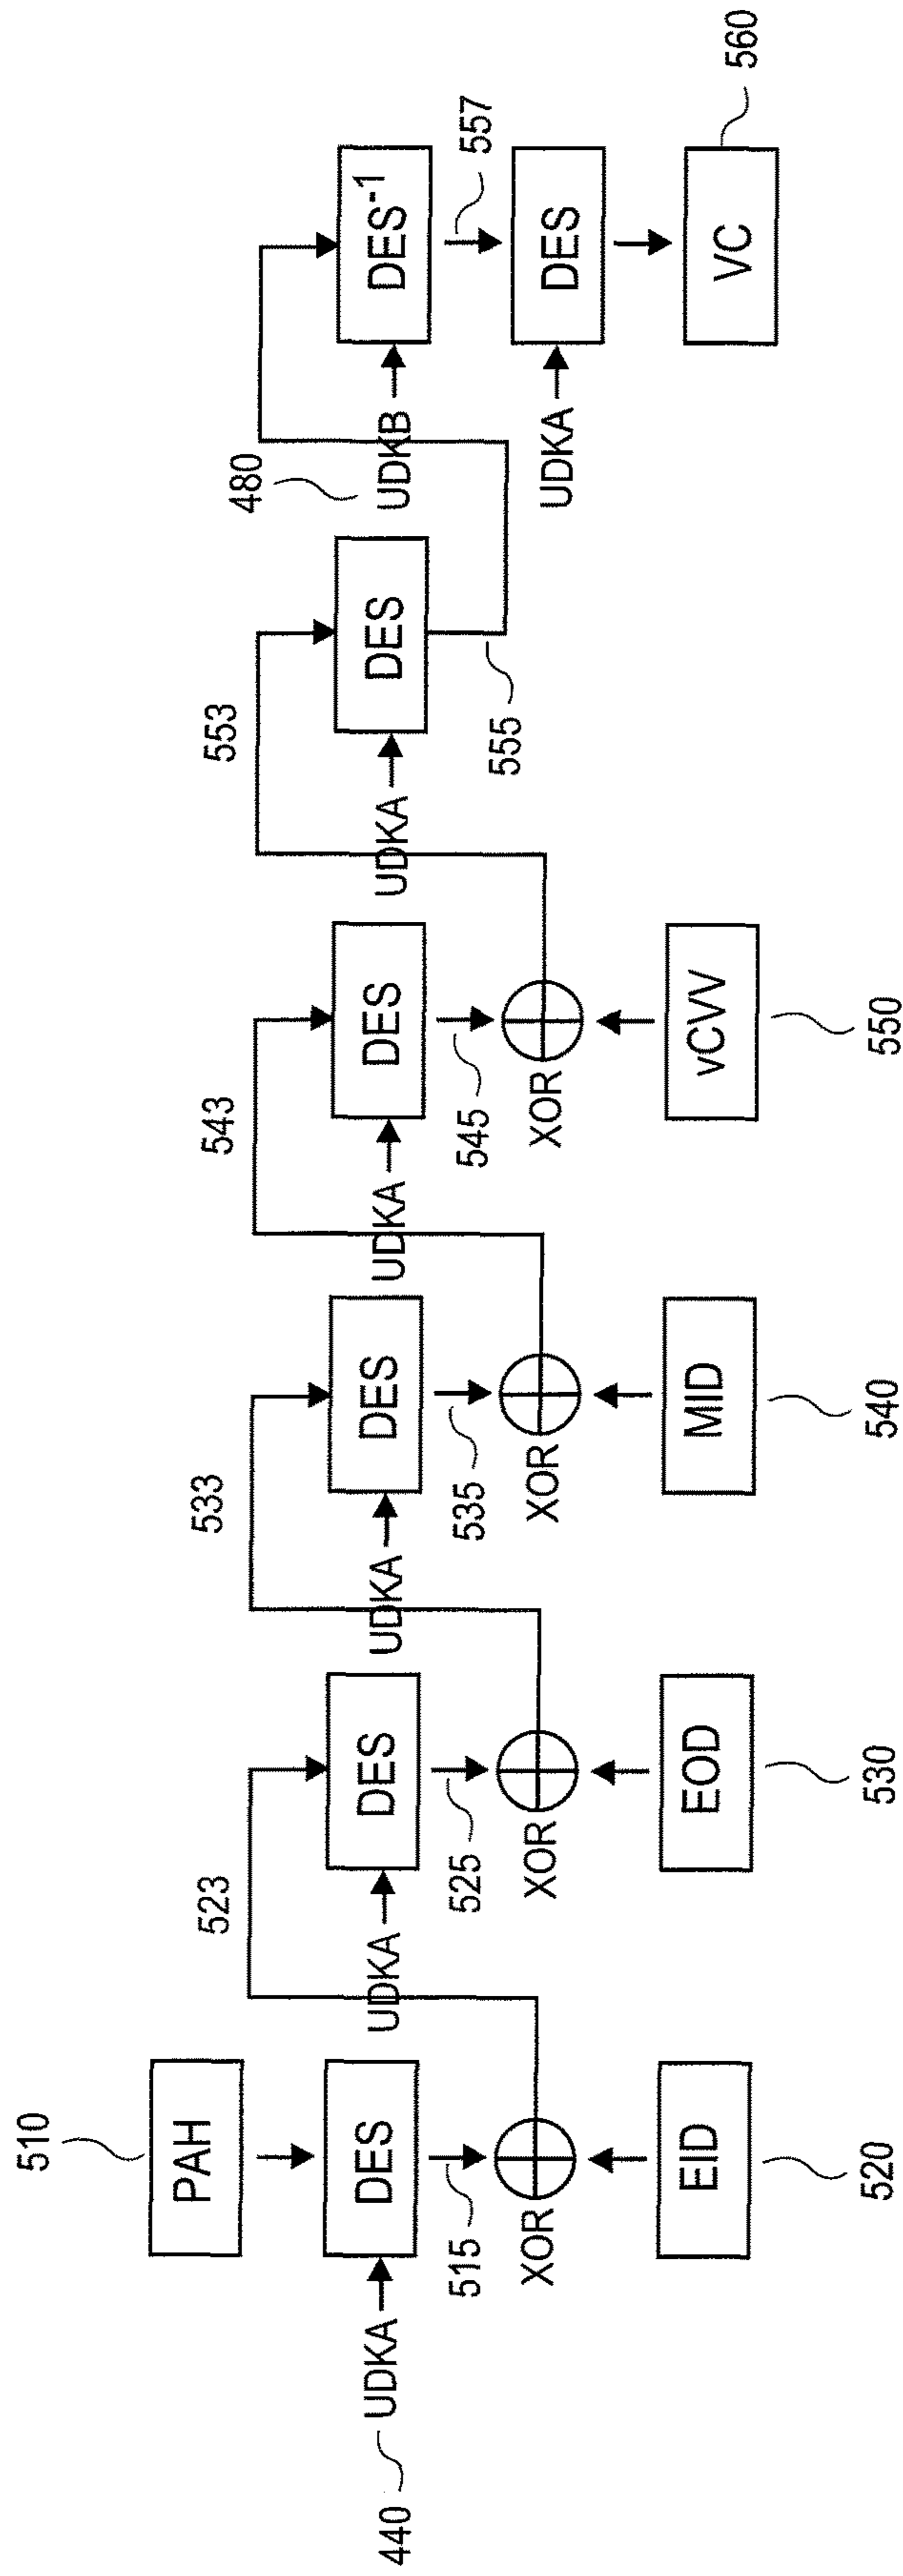 510
PAH
440
UDKA
DES
515
XOR
EID
520
523
UDKA
DES
525
XOR
EOD
530
533
UDKA
DES
535
XOR
MID
540
543
UDKA
DES
545
XOR
vCVV
550
553
UDKA
DES
555
480
UDKB
DES-1
557
UDKA
DES
VC
560